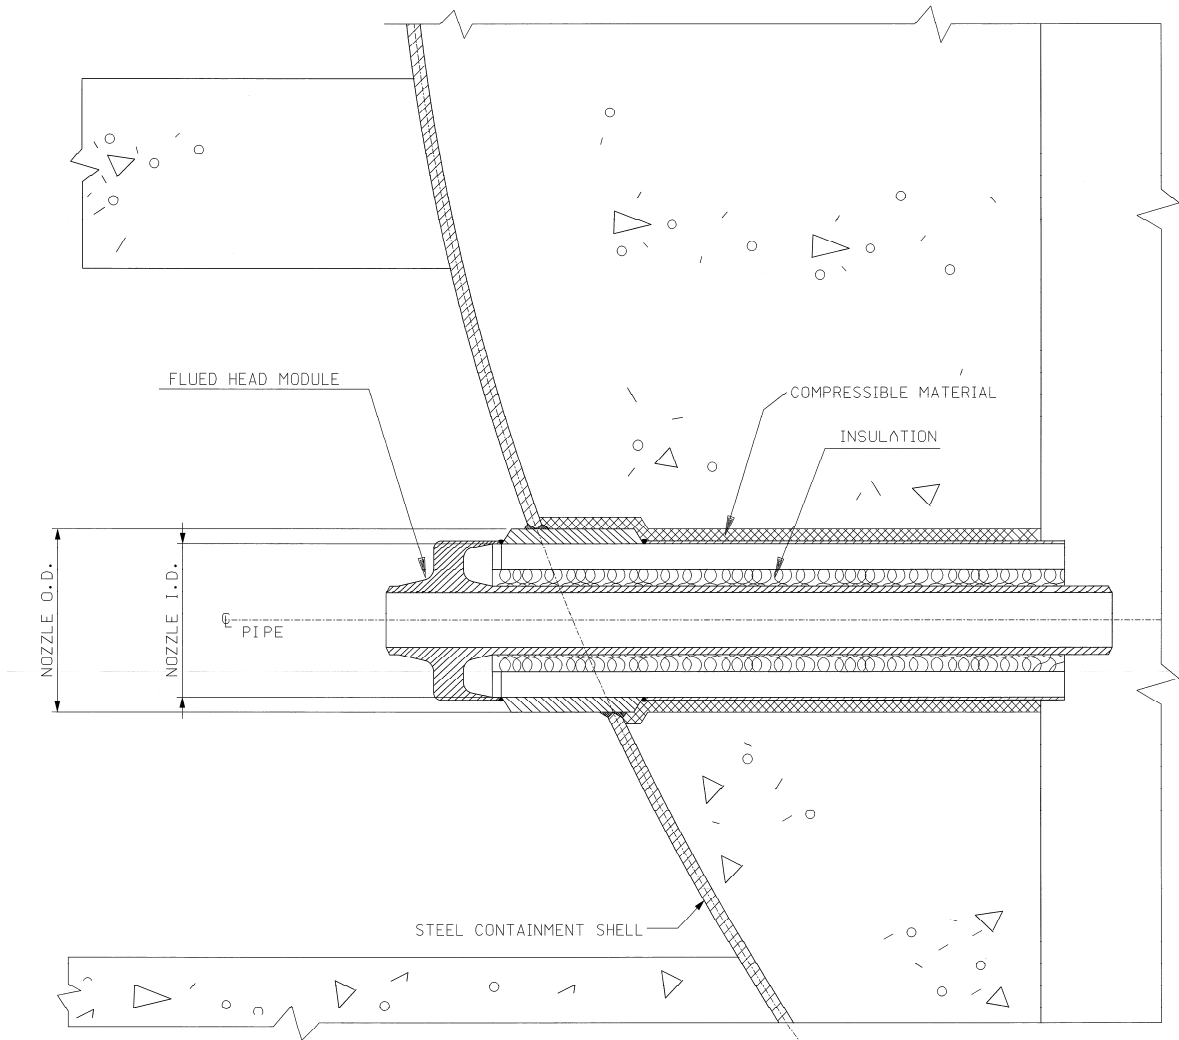 FLUED HEAD MODULE
COMPRESSIBLE MATERIAL
INSULATION
NOZZLE O.D.
NOZZLE I.D.
℄ PIPE
STEEL CONTAINMENT SHELL